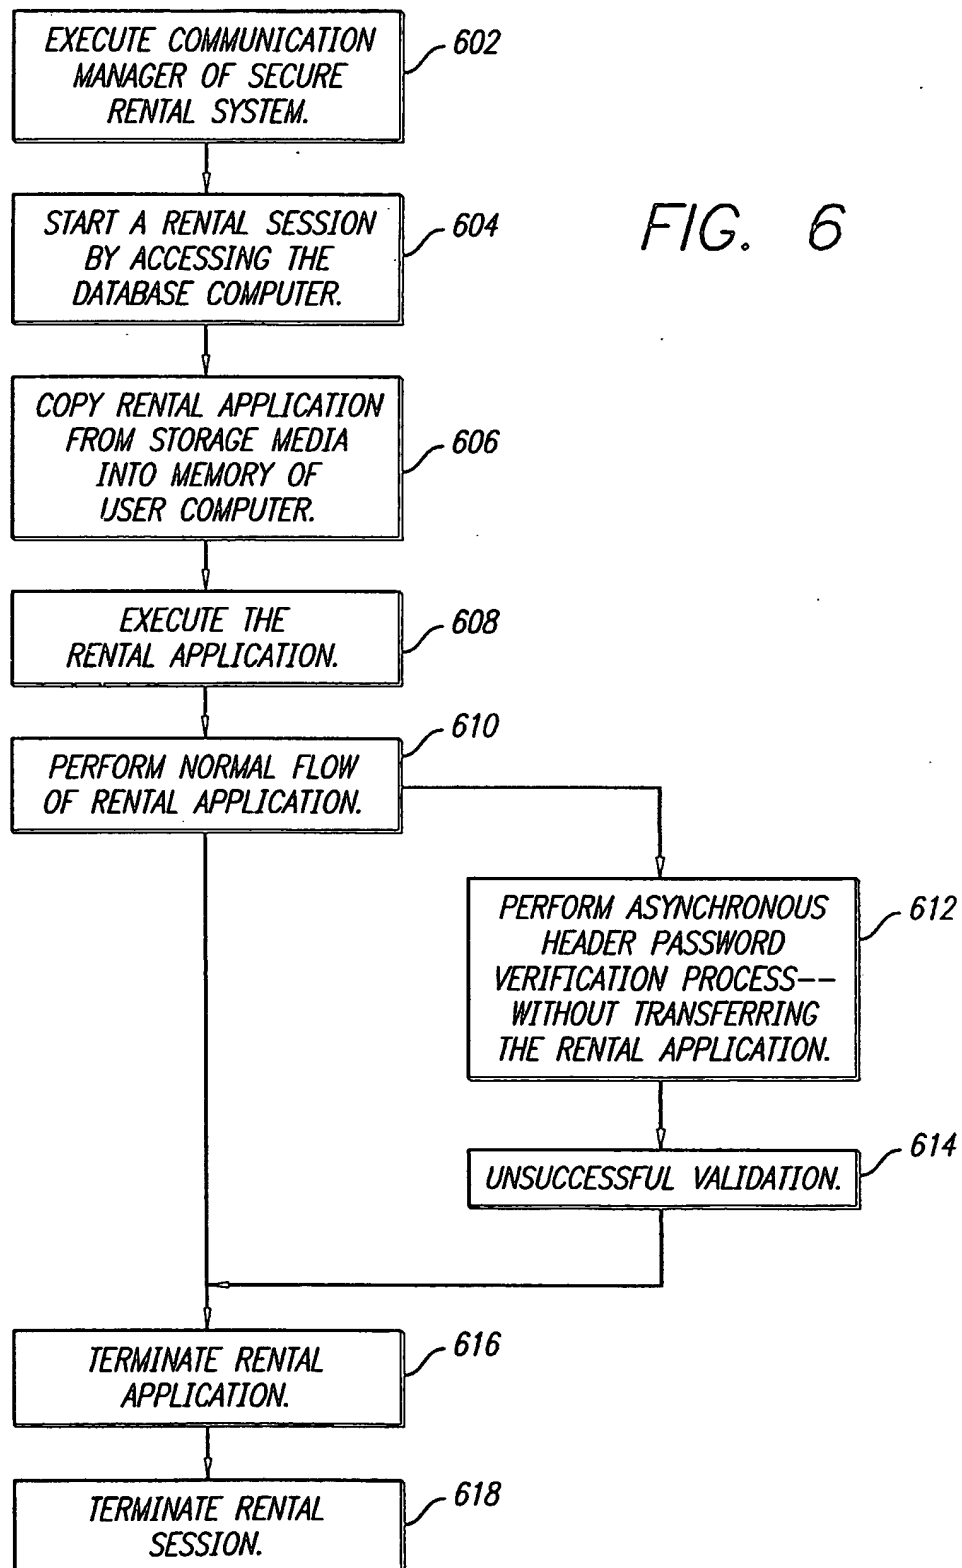 EXECUTE COMMUNICATION
MANAGER OF SECURE
RENTAL SYSTEM.
602
START A RENTAL SESSION
BY ACCESSING THE
DATABASE COMPUTER.
604
FIG. 6
COPY RENTAL APPLICATION
FROM STORAGE MEDIA
INTO MEMORY OF
USER COMPUTER.
606
EXECUTE THE
RENTAL APPLICATION.
608
PERFORM NORMAL FLOW
OF RENTAL APPLICATION.
610
PERFORM ASYNCHRONOUS
HEADER PASSWORD
VERIFICATION PROCESS--
WITHOUT TRANSFERRING
THE RENTAL APPLICATION.
612
UNSUCCESSFUL VALIDATION.
614
TERMINATE RENTAL
APPLICATION.
616
TERMINATE RENTAL
SESSION.
618